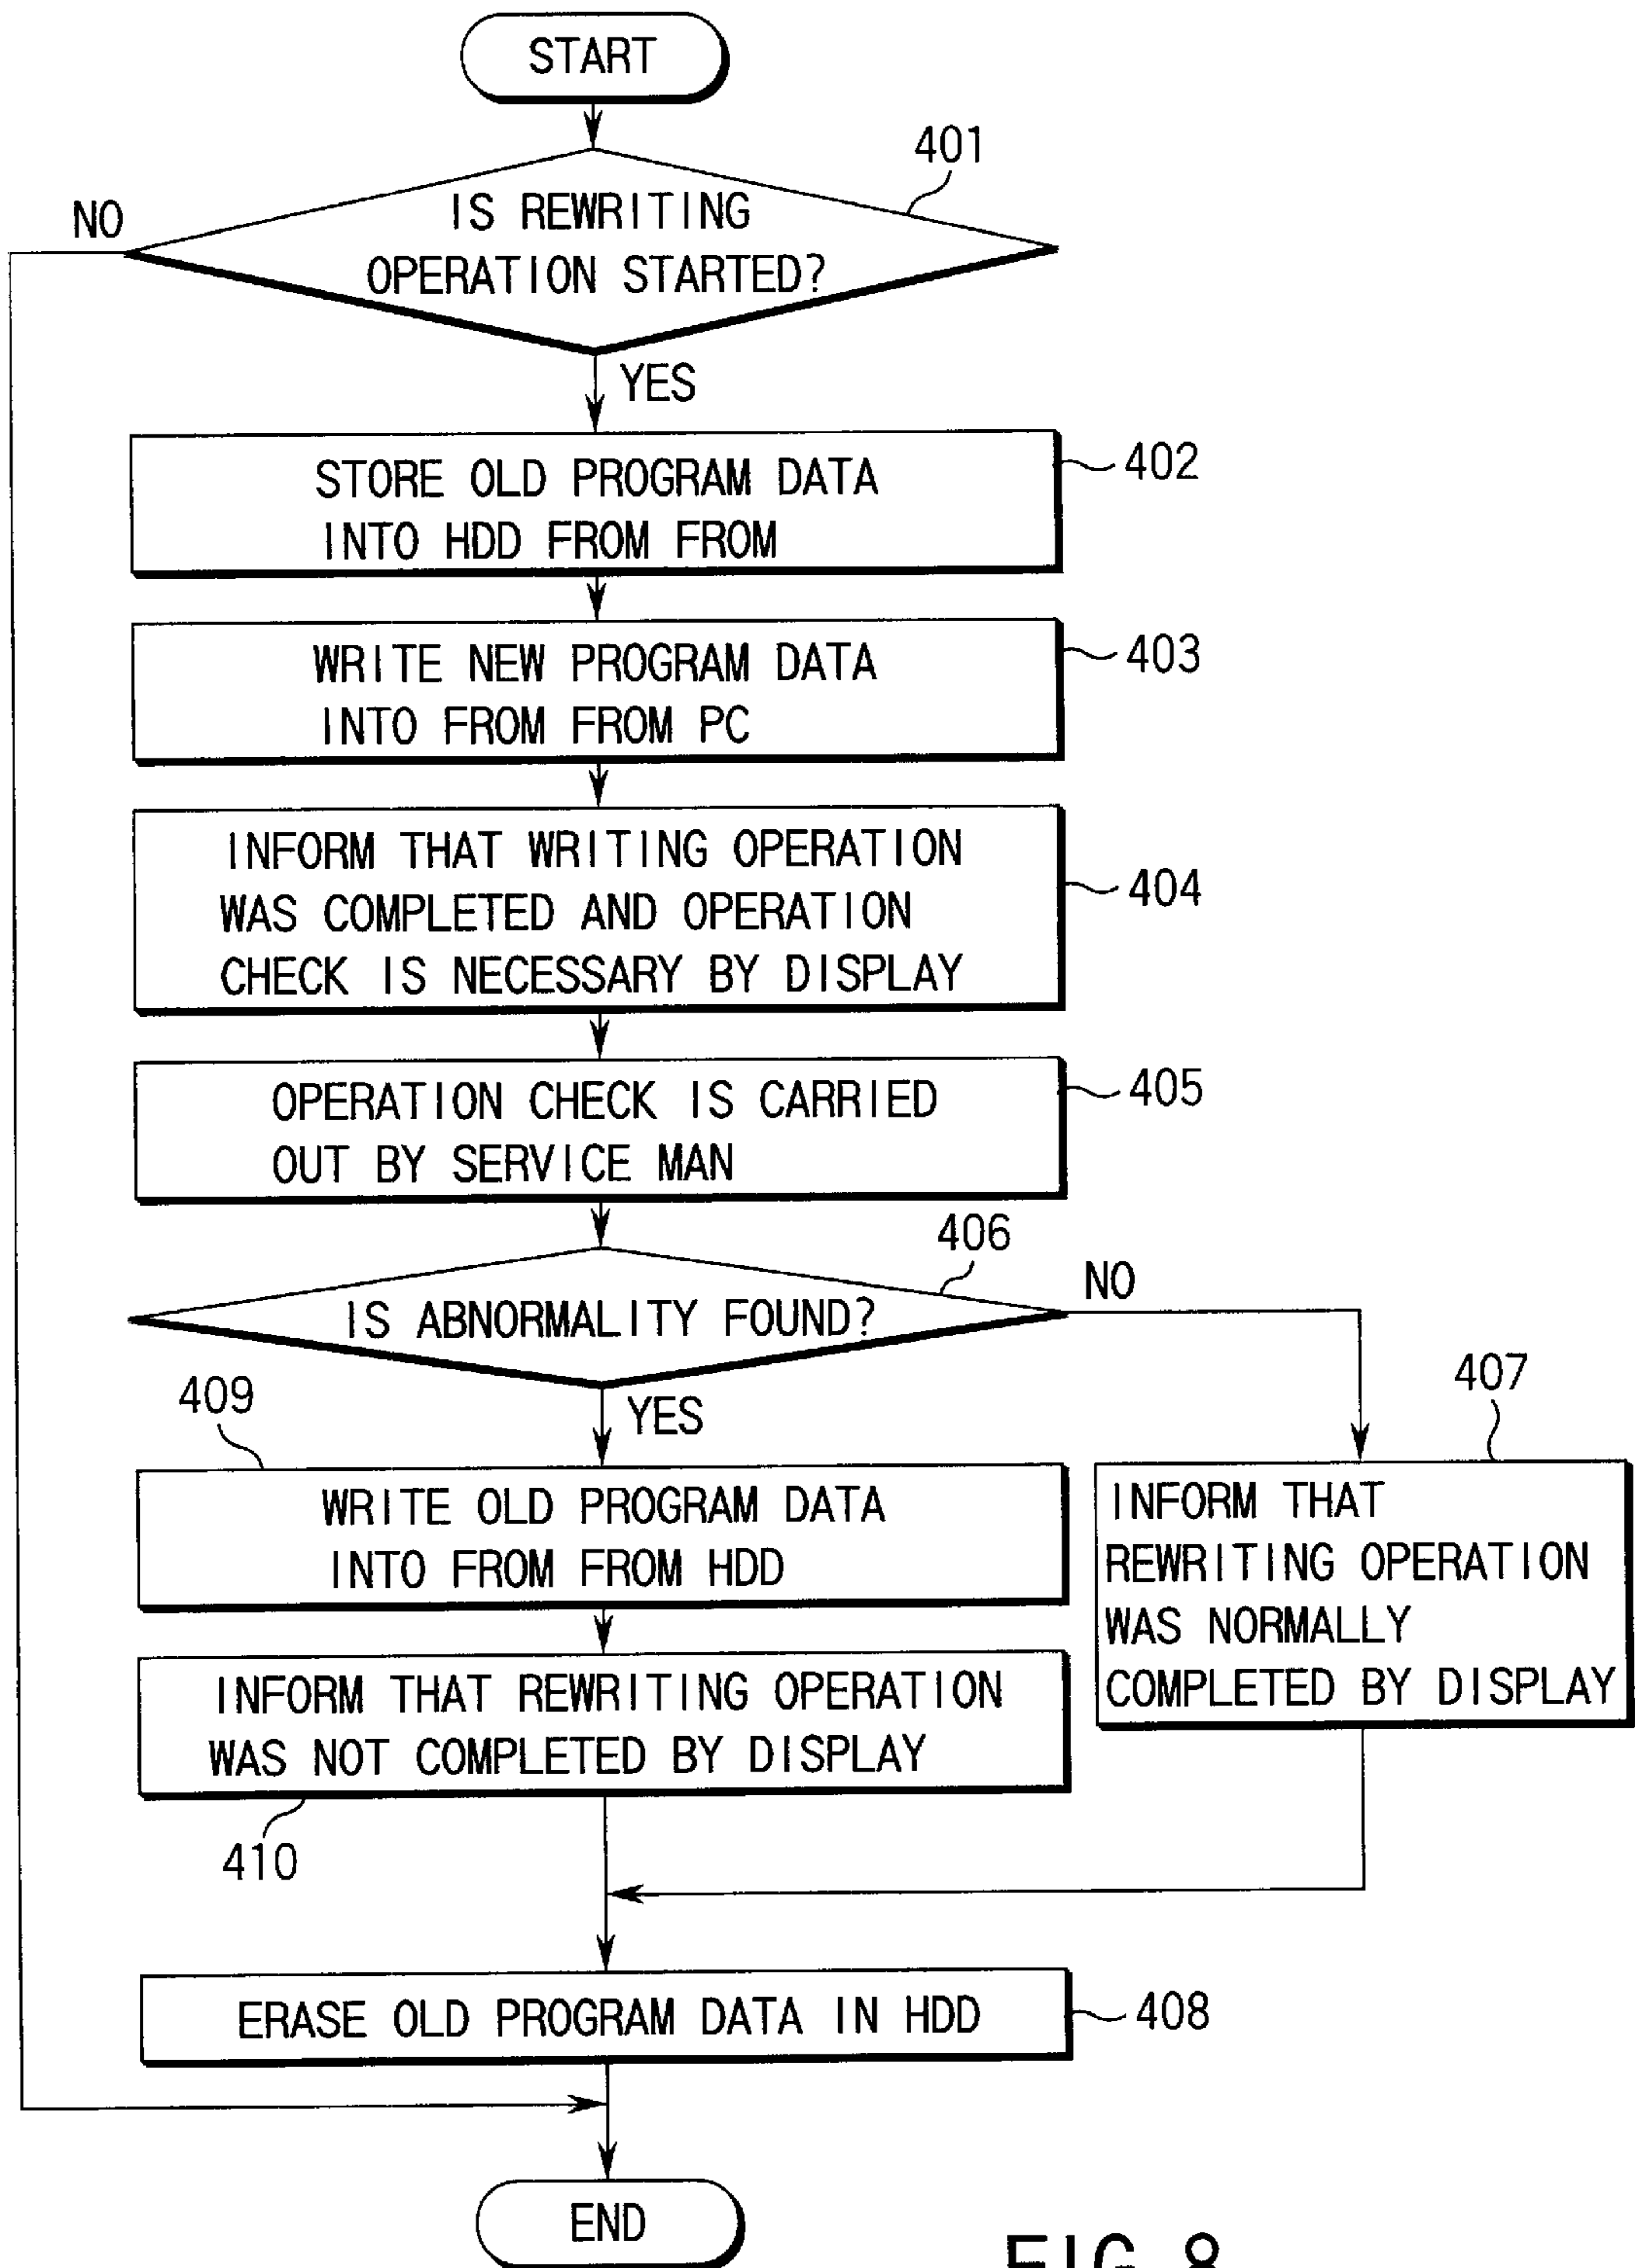 START
401
NO
IS REWRITING
OPERATION STARTED?
YES
STORE OLD PROGRAM DATA
INTO HDD FROM FROM
402
WRITE NEW PROGRAM DATA
INTO FROM FROM PC
403
INFORM THAT WRITING OPERATION
WAS COMPLETED AND OPERATION
CHECK IS NECESSARY BY DISPLAY
404
OPERATION CHECK IS CARRIED
OUT BY SERVICE MAN
405
406
IS ABNORMALITY FOUND?
NO
YES
409
WRITE OLD PROGRAM DATA
INTO FROM FROM HDD
407
INFORM THAT
REWRITING OPERATION
WAS NORMALLY
COMPLETED BY DISPLAY
INFORM THAT REWRITING OPERATION
WAS NOT COMPLETED BY DISPLAY
410
ERASE OLD PROGRAM DATA IN HDD
408
END
FIG. 8